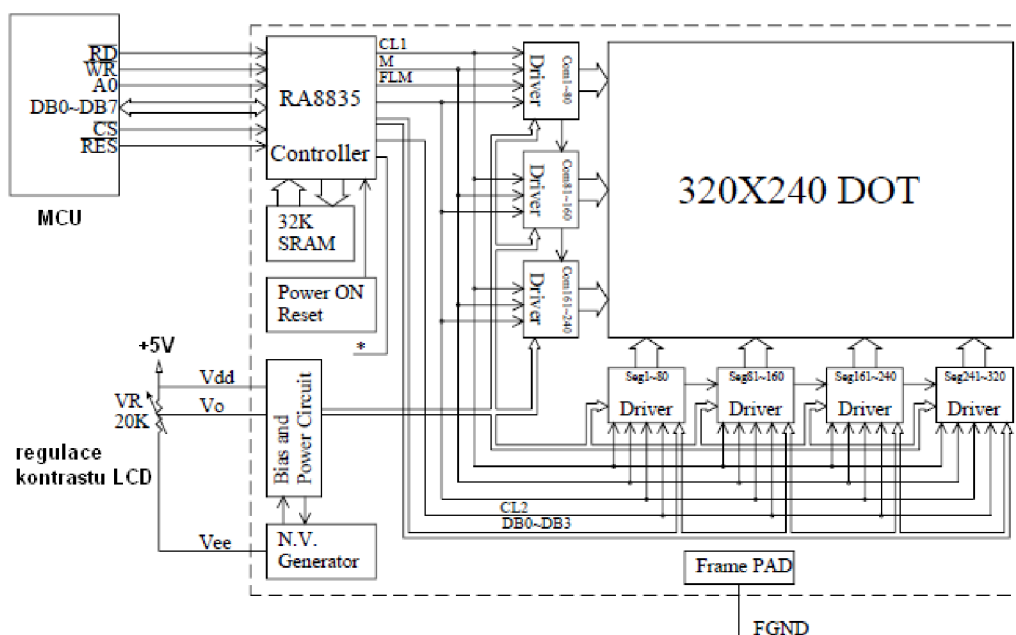 RD
WR
A0
DB0~DB7
CS
RES
MCU
RA8835
Controller
CL1
M
FLM
32K
SRAM
Power ON
Reset
*
+5V
Vdd
VR
20K
Vo
regulace
kontrastu LCD
Vee
Bias and
Power Circuit
N.V.
Generator
Driver
Com1~80
Driver
Com81~160
Driver
Com161~240
320X240 DOT
Seg1~80
Driver
Seg81~160
Driver
Seg161~240
Driver
Seg241~320
Driver
CL2
DB0~DB3
Frame PAD
FGND